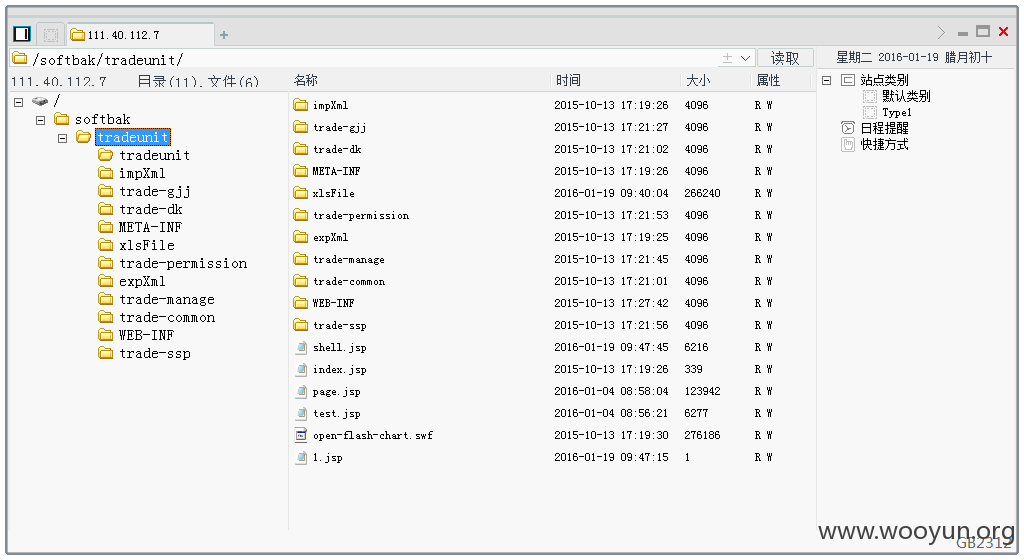 111.40.112.7
/softbak/tradeunit/ 读取 星期二 2016-01-19 腊月初十
111.40.112.7 目录(11),文件(6) 名称 时间 大小 属性
/
softbak
tradeunit
tradeunit
impXml
trade-gjj
trade-dk
META-INF
xlsFile
trade-permission
expXml
trade-manage
trade-common
WEB-INF
trade-ssp
impXml 2015-10-13 17:19:26 4096 R W
trade-gjj 2015-10-13 17:21:27 4096 R W
trade-dk 2015-10-13 17:21:02 4096 R W
META-INF 2015-10-13 17:19:26 4096 R W
xlsFile 2016-01-19 09:40:04 266240 R W
trade-permission 2015-10-13 17:21:53 4096 R W
expXml 2015-10-13 17:19:25 4096 R W
trade-manage 2015-10-13 17:21:45 4096 R W
trade-common 2015-10-13 17:21:01 4096 R W
WEB-INF 2015-10-13 17:27:42 4096 R W
trade-ssp 2015-10-13 17:21:56 4096 R W
shell.jsp 2016-01-19 09:47:45 6216 R W
index.jsp 2015-10-13 17:19:26 339 R W
page.jsp 2016-01-04 08:58:04 123942 R W
test.jsp 2016-01-04 08:56:21 6277 R W
open-flash-chart.swf 2015-10-13 17:19:30 276186 R W
1.jsp 2016-01-19 09:47:15 1 R W
站点类别
默认类别
Type1
日程提醒
快捷方式
www.wooyun.org
GB2312